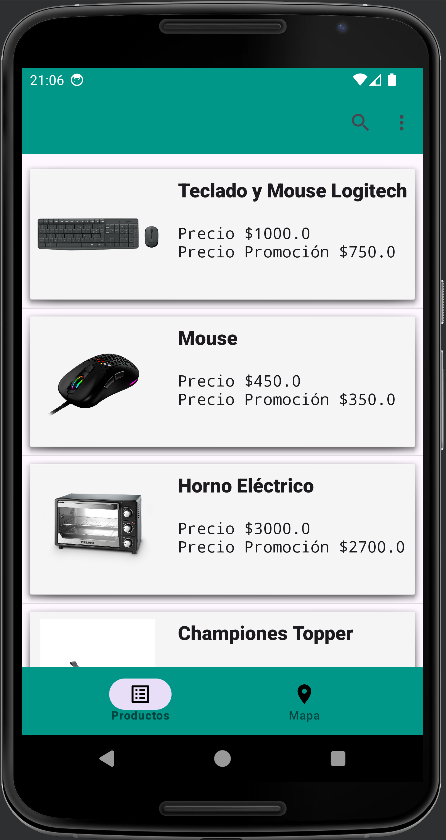 21:06
Teclado y Mouse Logitech
Precio $1000.0
Precio Promoción $750.0
Mouse
Precio $450.0
Precio Promoción $350.0
Horno Eléctrico
Precio $3000.0
Precio Promoción $2700.0
Championes Topper
Productos
Mapa